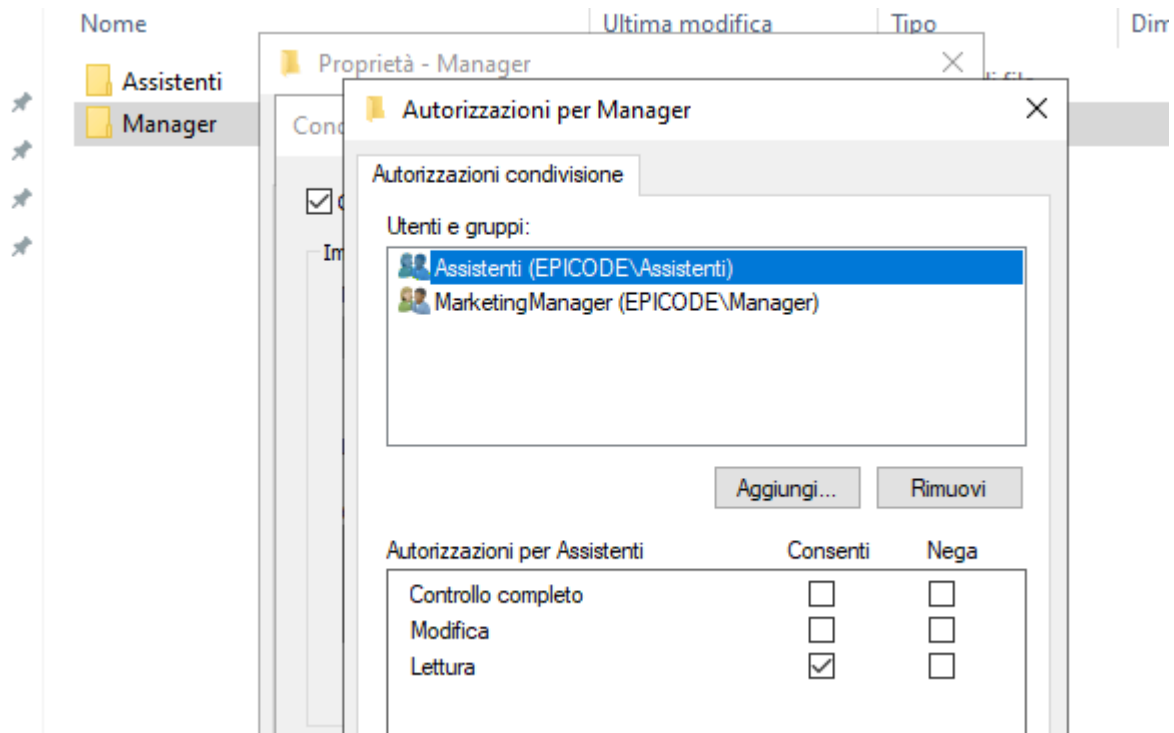 Nome Ultima modifica Tipo
Proprietà - Manager
Assistenti
Autorizzazioni per Manager
Manager
Autorizzazioni condivisione
Utenti e gruppi:
Assistenti (EPICODE\Assistenti)
MarketingManager (EPICODE\Manager)
Aggiungi... Rimuovi
Autorizzazioni per Assistenti Consenti Nega
Controllo completo
Modifica
Lettura